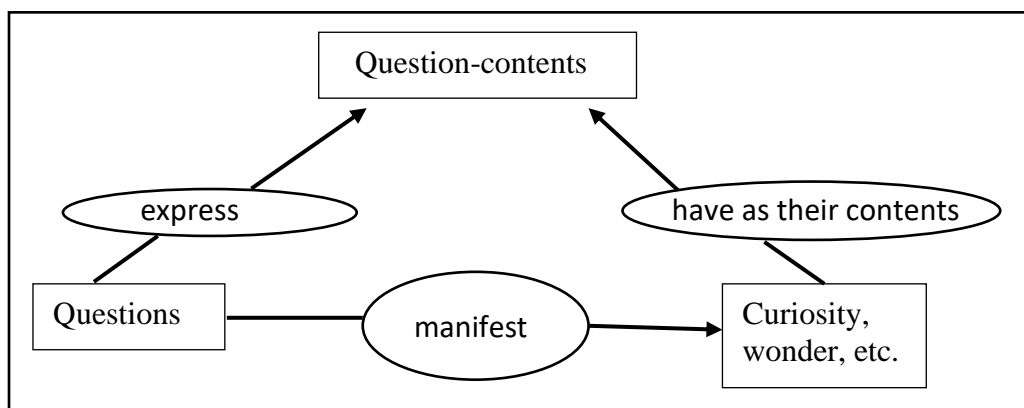 Question-contents
express
have as their contents
Questions
manifest
Curiosity,
wonder, etc.